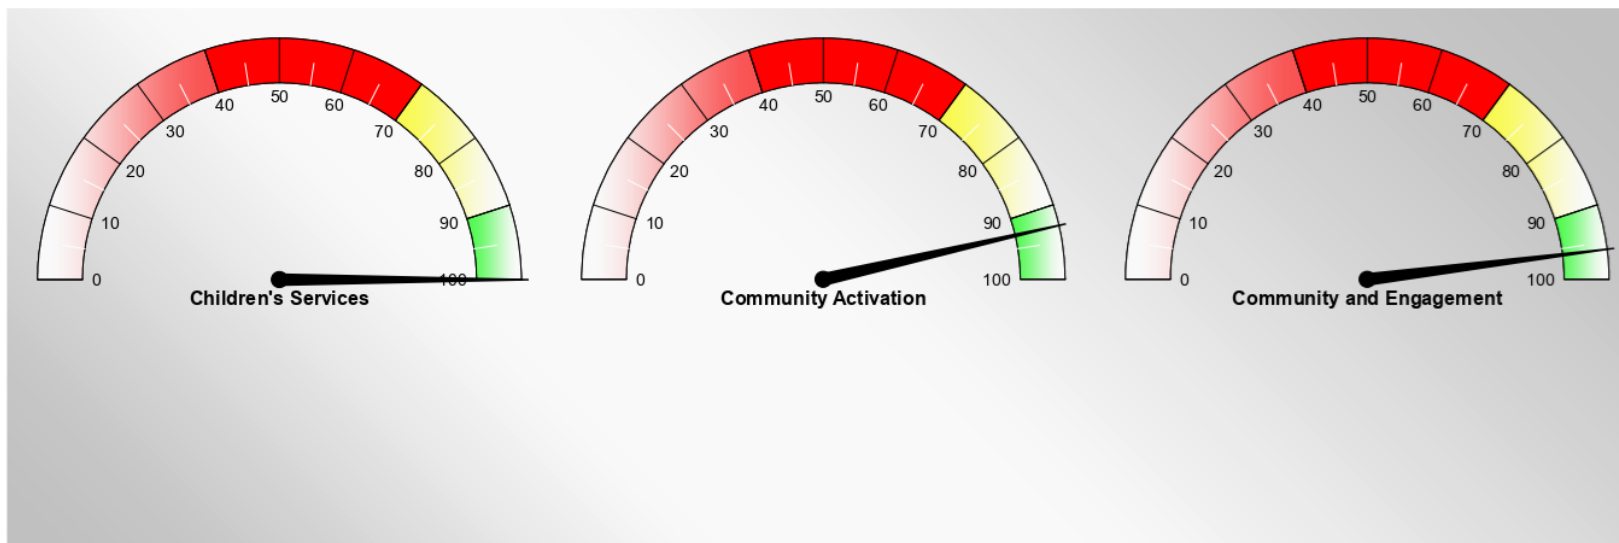 0 10 20 30 40 50 60 70 80 90 100
Children's Services
0 10 20 30 40 50 60 70 80 90 100
Community Activation
0 10 20 30 40 50 60 70 80 90 100
Community and Engagement